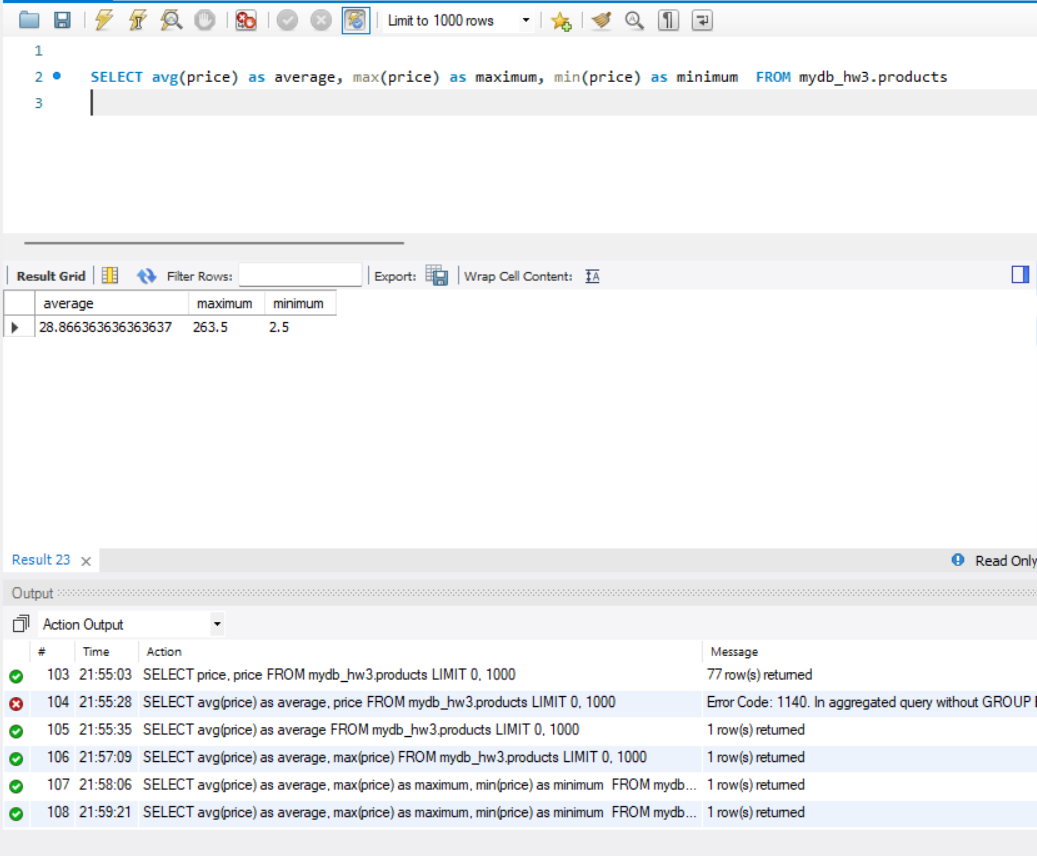 Limit to 1000 rows
1
2 SELECT avg(price) as average, max(price) as maximum, min(price) as minimum  FROM mydb_hw3.products
3
Result Grid Filter Rows: Export: Wrap Cell Content:
average maximum minimum
28.866363636363637 263.5 2.5
Result 23 Read Only
Output
Action Output
# Time Action Message
103 21:55:03 SELECT price, price FROM mydb_hw3.products LIMIT 0, 1000 77 row(s) returned
104 21:55:28 SELECT avg(price) as average, price FROM mydb_hw3.products LIMIT 0, 1000 Error Code: 1140. In aggregated query without GROUP
105 21:55:35 SELECT avg(price) as average FROM mydb_hw3.products LIMIT 0, 1000 1 row(s) returned
106 21:57:09 SELECT avg(price) as average, max(price) FROM mydb_hw3.products LIMIT 0, 1000 1 row(s) returned
107 21:58:06 SELECT avg(price) as average, max(price) as maximum, min(price) as minimum  FROM mydb... 1 row(s) returned
108 21:59:21 SELECT avg(price) as average, max(price) as maximum, min(price) as minimum  FROM mydb... 1 row(s) returned